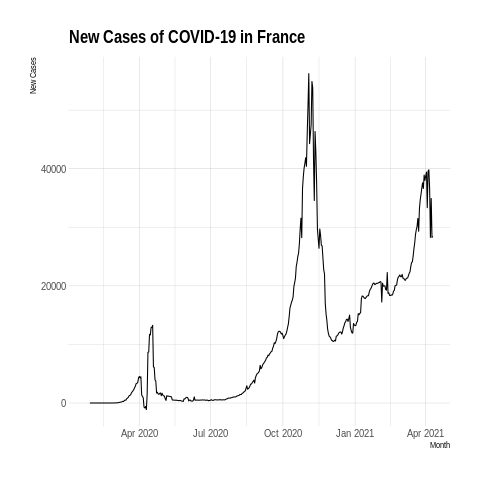 New Cases of COVID-19 in France
New Cases
40000
20000
0
Apr 2020 Jul 2020 Oct 2020 Jan 2021 Apr 2021
Month